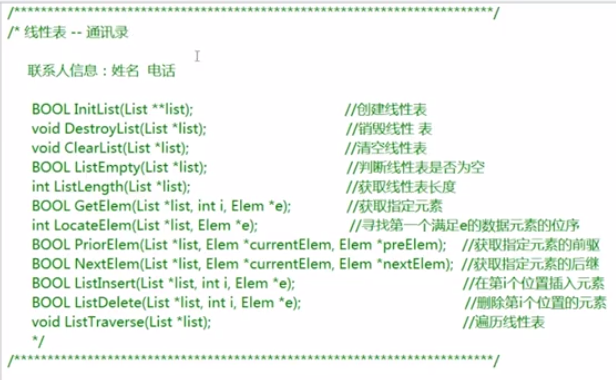 /*******************************************************************/
/* 线性表 -- 通讯录
联系人信息：姓名 电话
BOOL InitList(List **list); //创建线性表
void DestroyList(List *list); //销毁线性 表
void ClearList(List *list); //清空线性表
BOOL ListEmpty(List *list); //判断线性表是否为空
int ListLength(List *list); //获取线性表长度
BOOL GetElem(List *list, int i, Elem *e); //获取指定元素
int LocateElem(List *list, Elem *e); //寻找第一个满足e的数据元素的位序
BOOL PriorElem(List *list, Elem *currentElem, Elem *preElem); //获取指定元素的前驱
BOOL NextElem(List *list, Elem *currentElem, Elem *nextElem); //获取指定元素的后继
BOOL ListInsert(List *list, int i, Elem *e); //在第i个位置插入元素
BOOL ListDelete(List *list, int i, Elem *e); //删除第i个位置的元素
void ListTraverse(List *list); //遍历线性表
*/
/*******************************************************************/